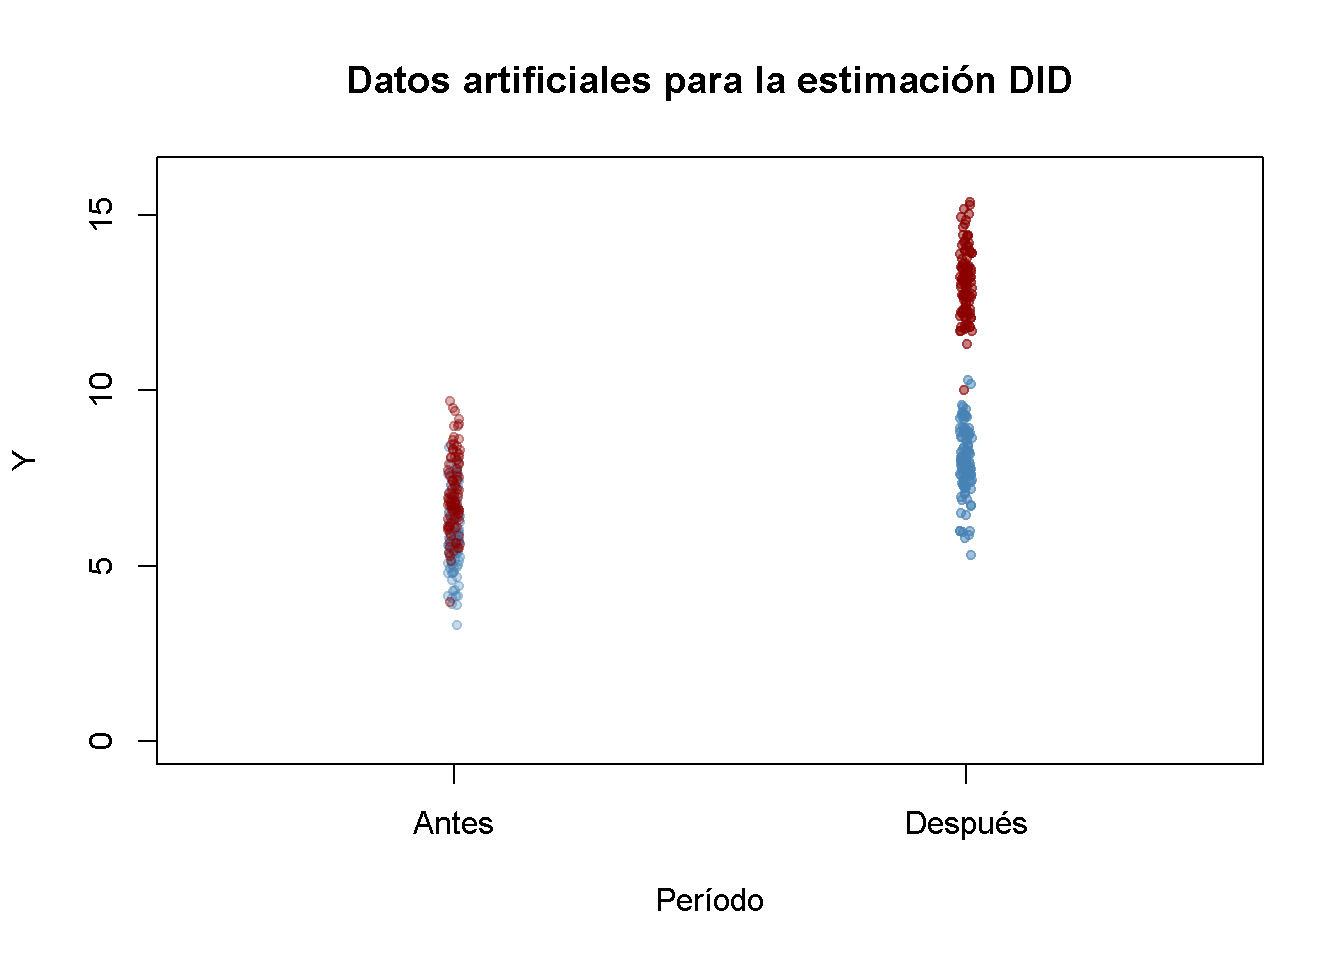 Datos artificiales para la estimación DID
Y
15
10
5
0
Antes
Después
Período